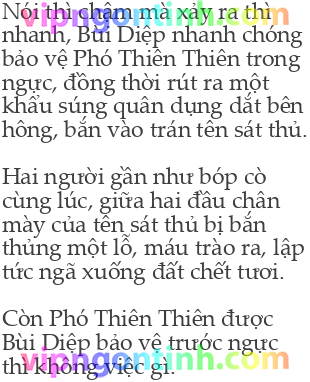 Nói thì chậm mà xảy ra thì
nhanh, Bùi Diệp nhanh chóng
bảo vệ Phó Thiên Thiên trong
ngực, đồng thời rút ra một
khẩu súng quân dụng dắt bên
hông, bắn vào trán tên sát thủ.
Hai người gần như bóp cò
cùng lúc, giữa hai đầu chân
mày của tên sát thủ bị bắn
thủng một lỗ, máu trào ra, lập
tức ngã xuống đất chết tươi.
Còn Phó Thiên Thiên được
Bùi Diệp bảo vệ trước ngực
thì không việc gì.
vipngontinh.com
vipngontinh.com